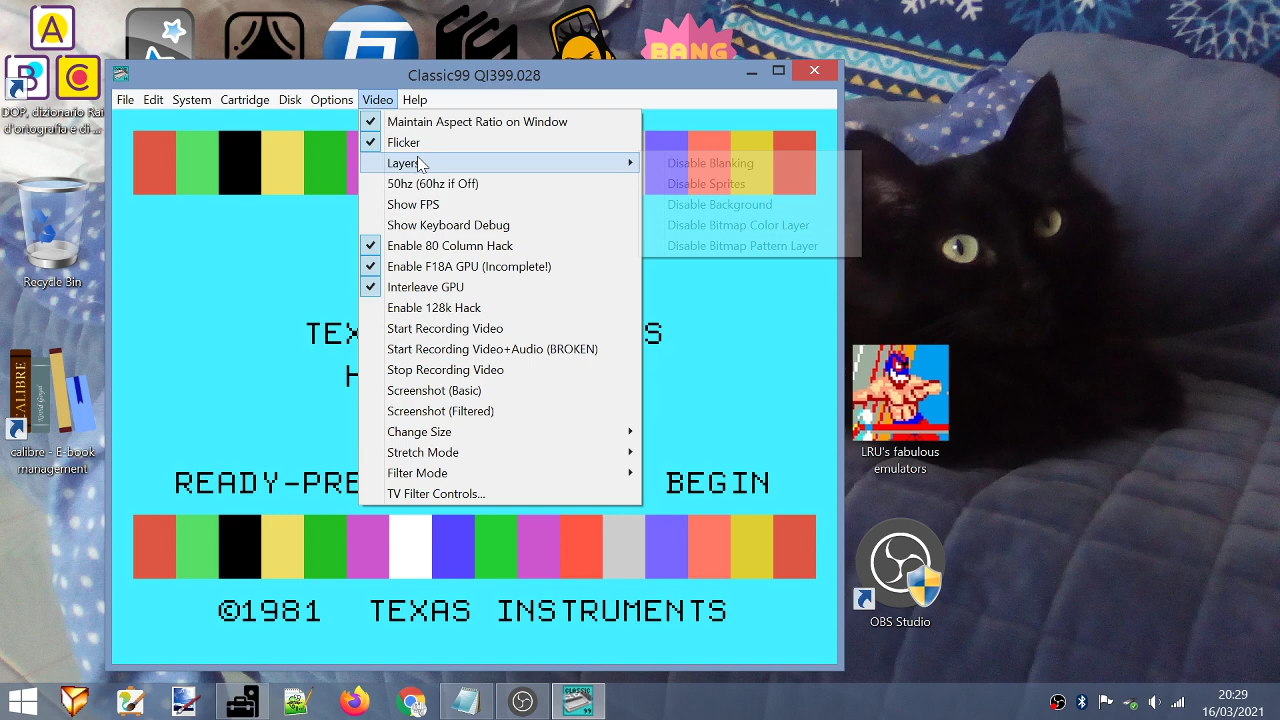 A
B
C
BANG
DOP, dizionario Rai
d'ortografia e di ...
Classic99 QI399.028
File Edit System Cartridge Disk Options Video Help
Maintain Aspect Ratio on Window
Flicker
Layers
50hz (60hz if Off)
Show FPS
Show Keyboard Debug
Enable 80 Column Hack
Enable F18A GPU (Incomplete!)
Interleave GPU
Enable 128k Hack
Start Recording Video
Start Recording Video+Audio (BROKEN)
Stop Recording Video
Screenshot (Basic)
Screenshot (Filtered)
Change Size
Stretch Mode
Filter Mode
TV Filter Controls...
Disable Blanking
Disable Sprites
Disable Background
Disable Bitmap Color Layer
Disable Bitmap Pattern Layer
TEX S
H
READY-PRE BEGIN
©1981 TEXAS INSTRUMENTS
Recycle Bin
CALIBRE
calibre - E-book
management
LRU's fabulous
emulators
OBS Studio
CLASSIC
99
20:29
16/03/2021